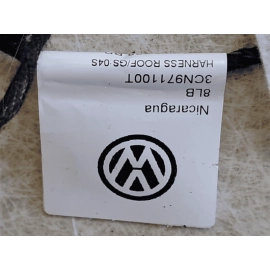 Nicaragua
8LB
3CN971100T
HARNESS ROOF/GS-04S